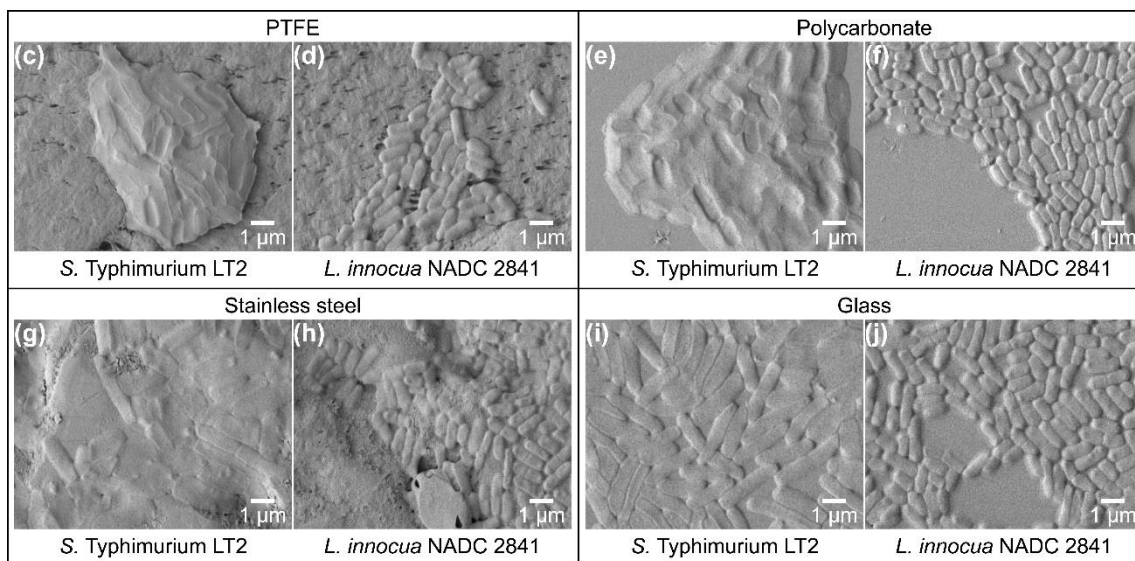 PTFE
Polycarbonate
(c)
(d)
(e)
(f)
1 µm
1 µm
1 µm
1 µm
S. Typhimurium LT2
L. innocua NADC 2841
S. Typhimurium LT2
L. innocua NADC 2841
Stainless steel
Glass
(g)
(h)
(i)
(j)
1 µm
1 µm
1 µm
1 µm
S. Typhimurium LT2
L. innocua NADC 2841
S. Typhimurium LT2
L. innocua NADC 2841